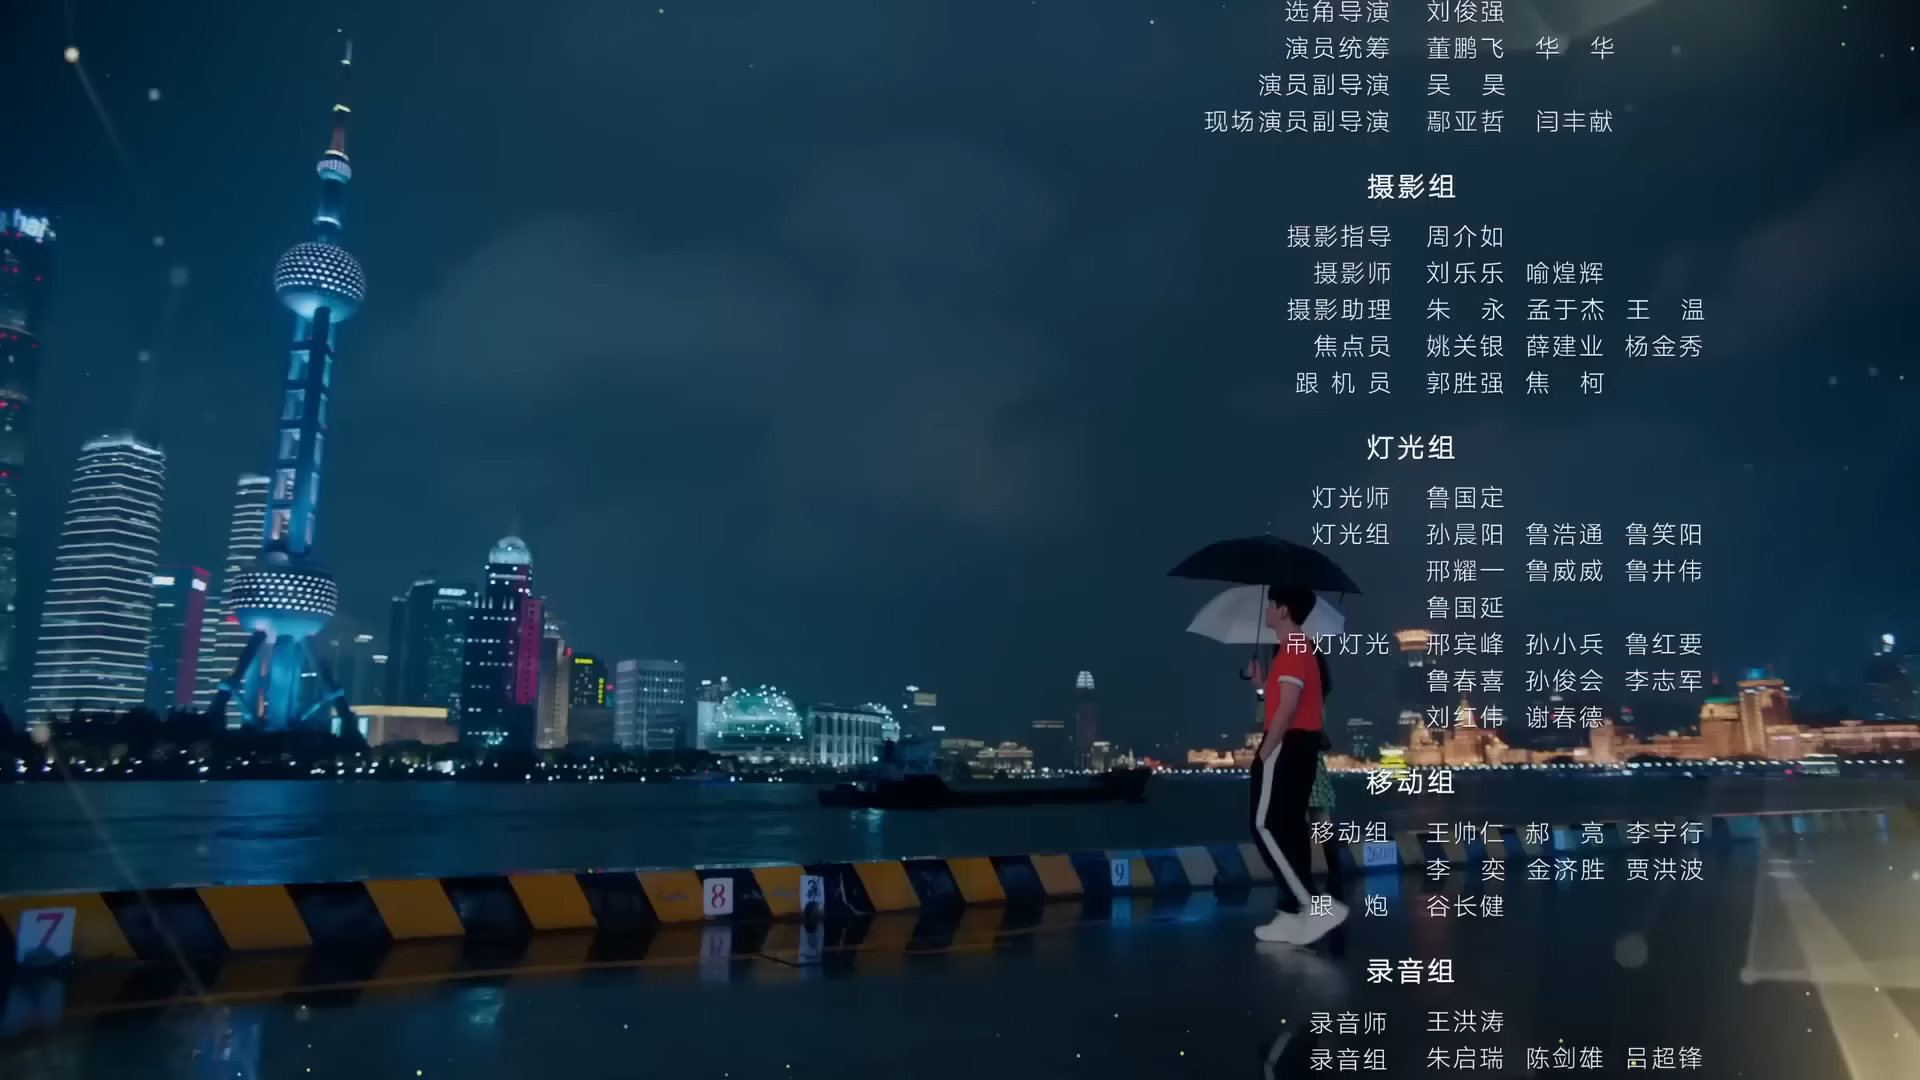 选角导演 刘俊强
演员统筹 董鹏飞 华 华
演员副导演 吴 昊
现场演员副导演 鄢亚哲 闫丰献
摄影组
摄影指导 周介如
摄影师 刘乐乐 喻煌辉
摄影助理 朱 永 孟于杰 王 温
焦点员 姚关银 薛建业 杨金秀
跟 机 员 郭胜强 焦 柯
灯光组
灯光师 鲁国定
灯光组 孙晨阳 鲁浩通 鲁笑阳
邢耀一 鲁威威 鲁井伟
鲁国延
吊灯灯光 邢宾峰 孙小兵 鲁红要
鲁春喜 孙俊会 李志军
刘红伟 谢春德
移动组
移动组 王帅仁 郝 亮 李宇行
李 奕 金济胜 贾洪波
跟 炮 谷长健
录音组
录音师 王洪涛
录音组 朱启瑞 陈剑雄 吕超锋
7
8
9
2600